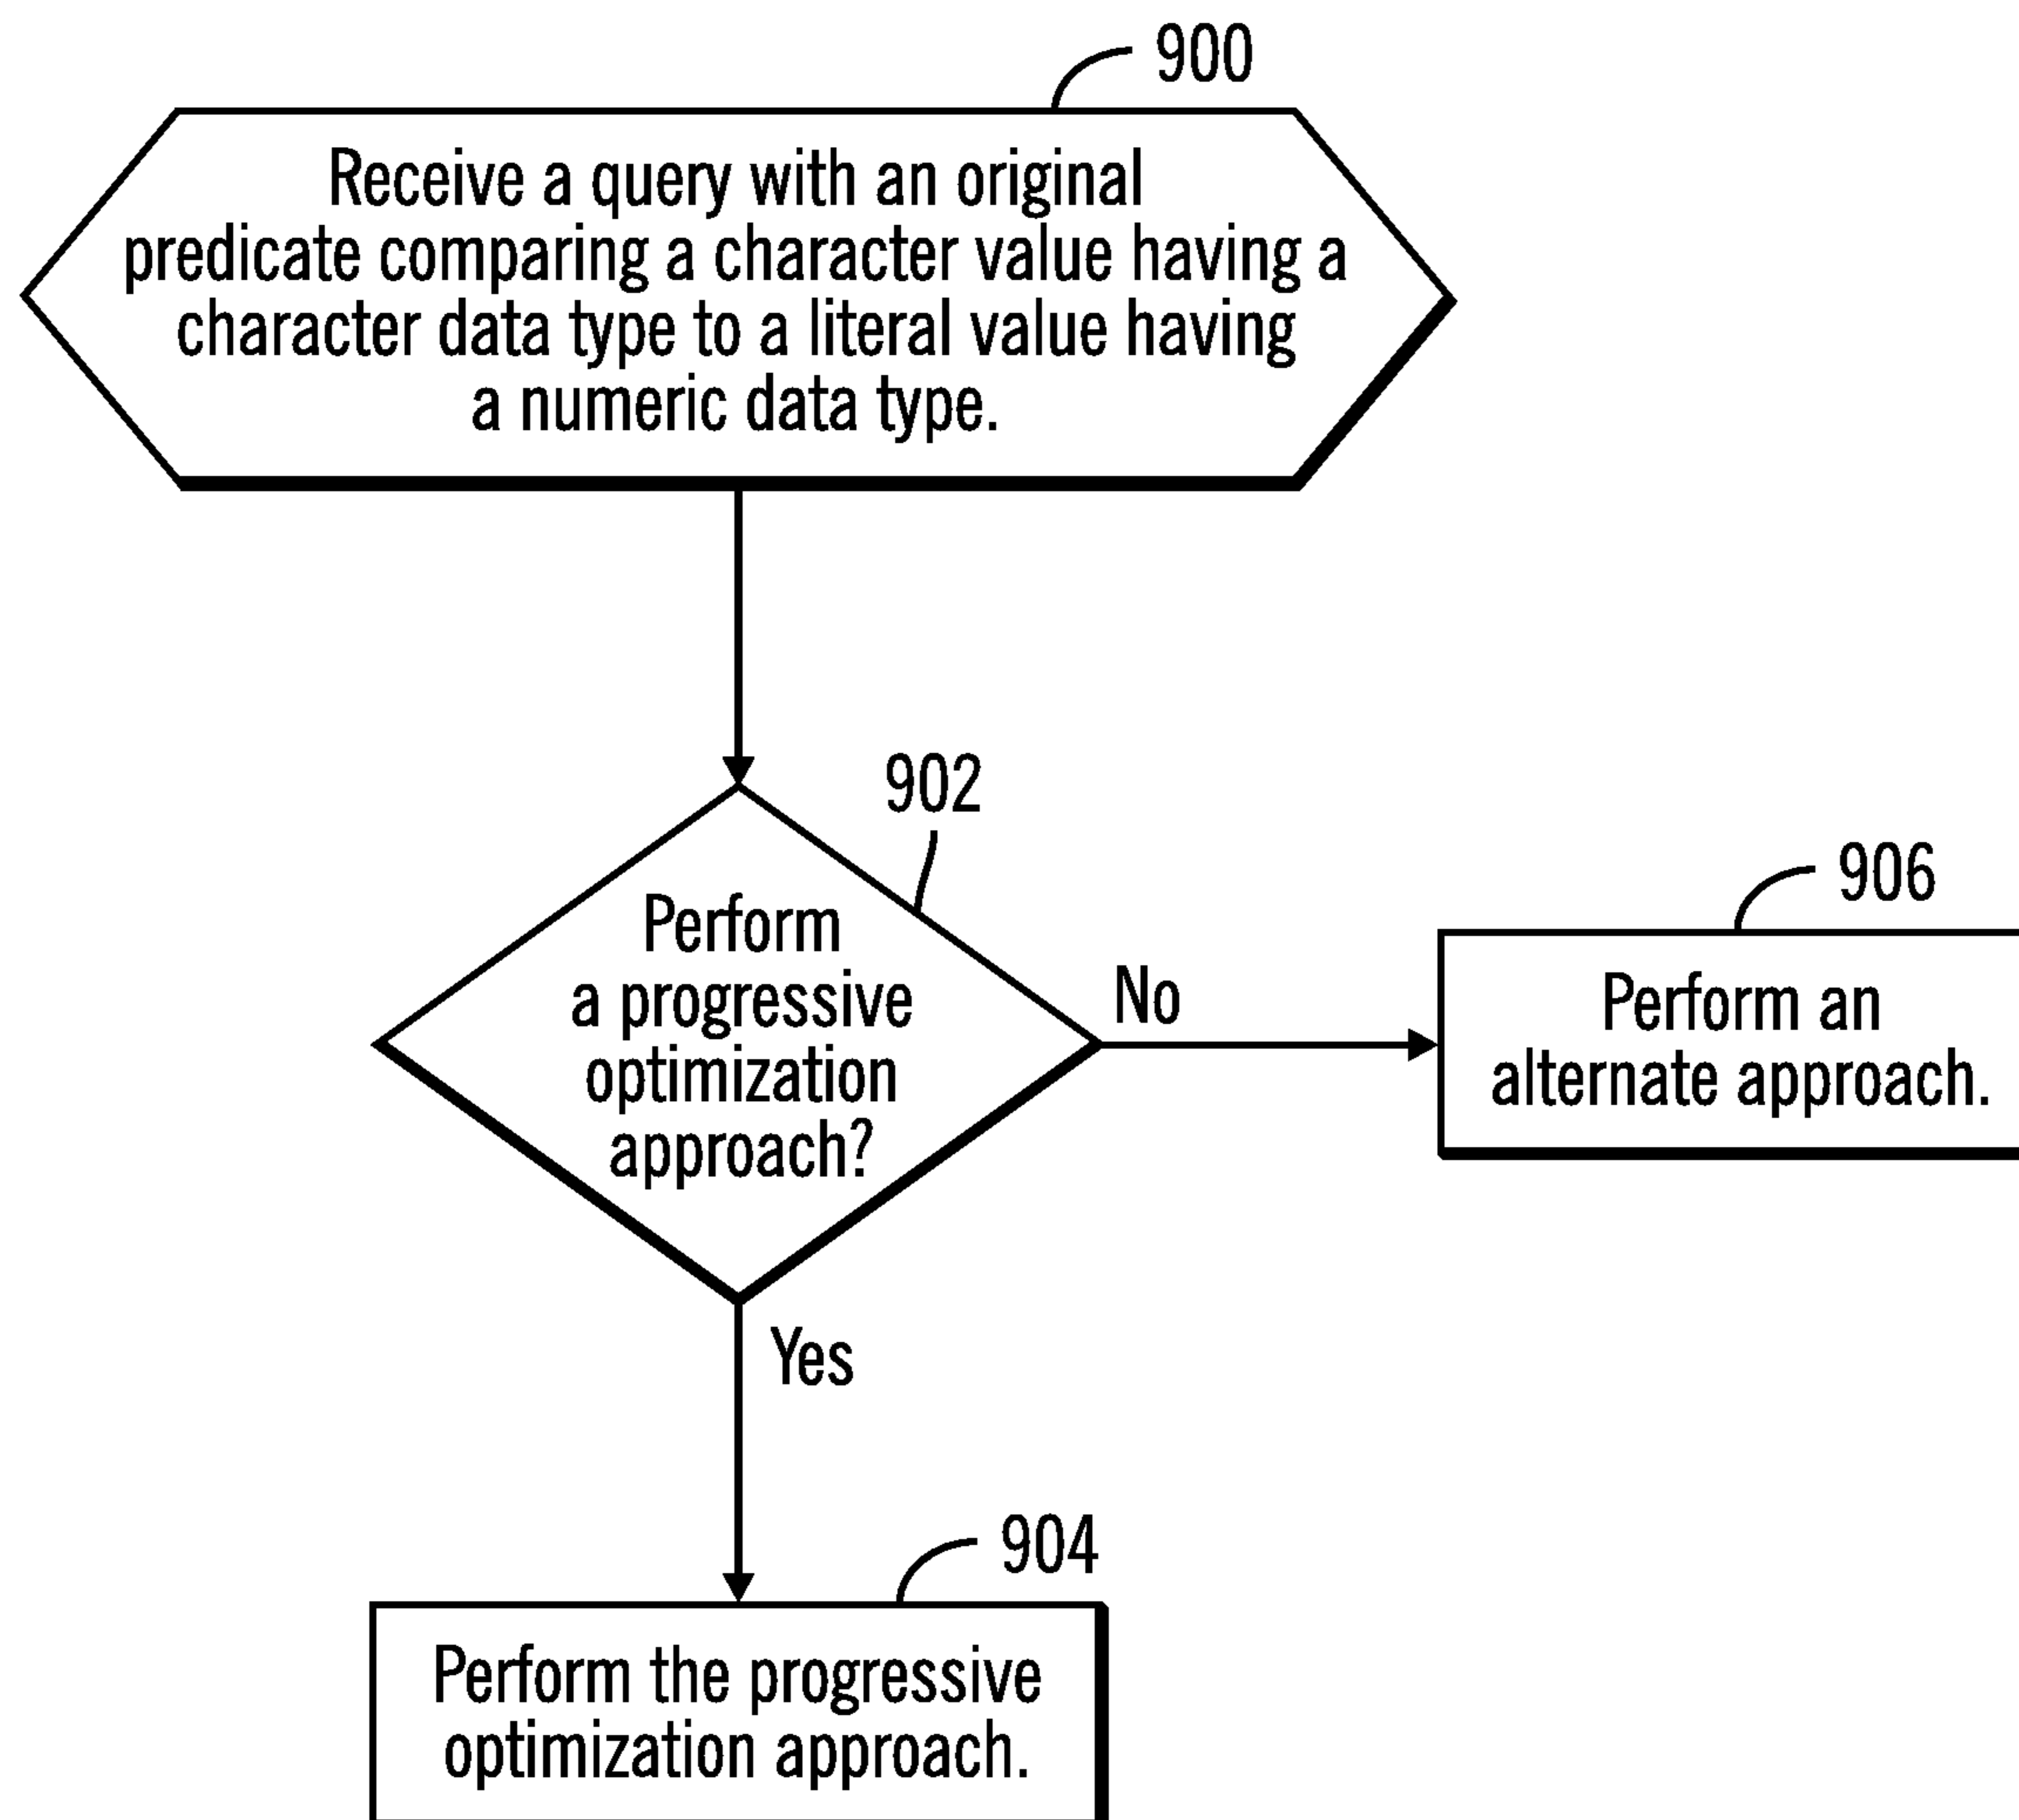 900
Receive a query with an original
predicate comparing a character value having a
character data type to a literal value having
a numeric data type.
902
Perform
a progressive
optimization
approach?
No
906
Perform an
alternate approach.
Yes
904
Perform the progressive
optimization approach.